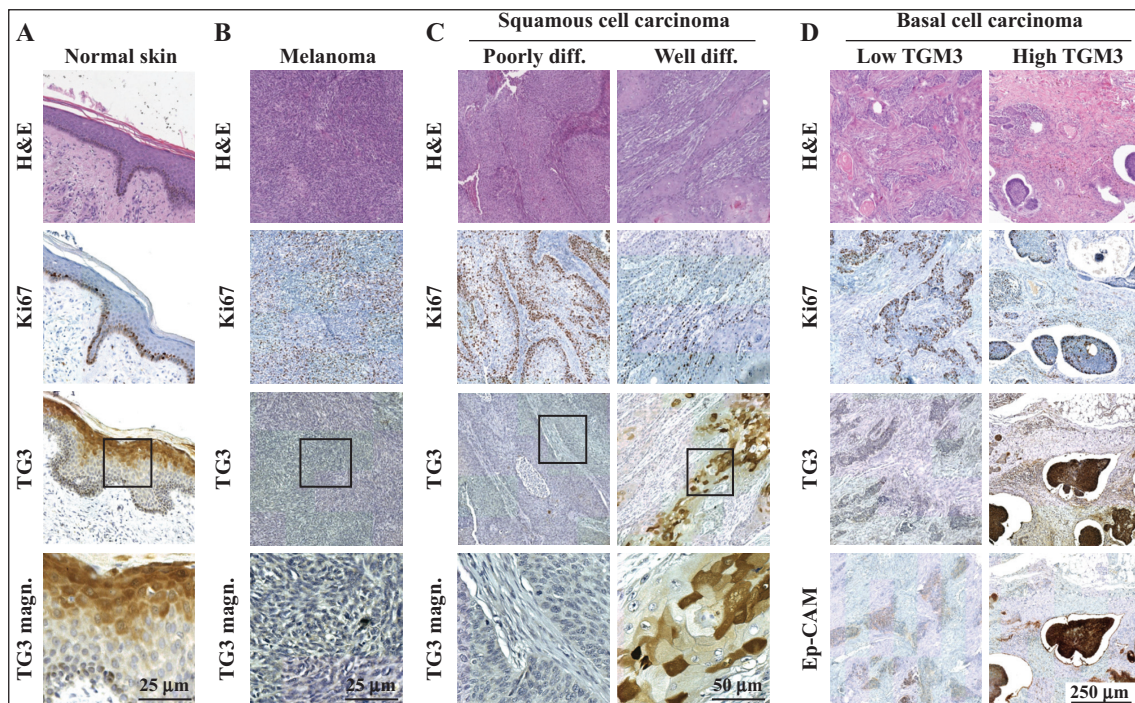 A
B
C
D
Squamous cell carcinoma
Basal cell carcinoma
Normal skin
Melanoma
Poorly diff.
Well diff.
Low TGM3
High TGM3
H&E
H&E
H&E
H&E
Ki67
Ki67
Ki67
Ki67
TG3
TG3
TG3
TG3
TG3 magn.
TG3 magn.
TG3 magn.
Ep-CAM
25 µm
25 µm
50 µm
250 µm